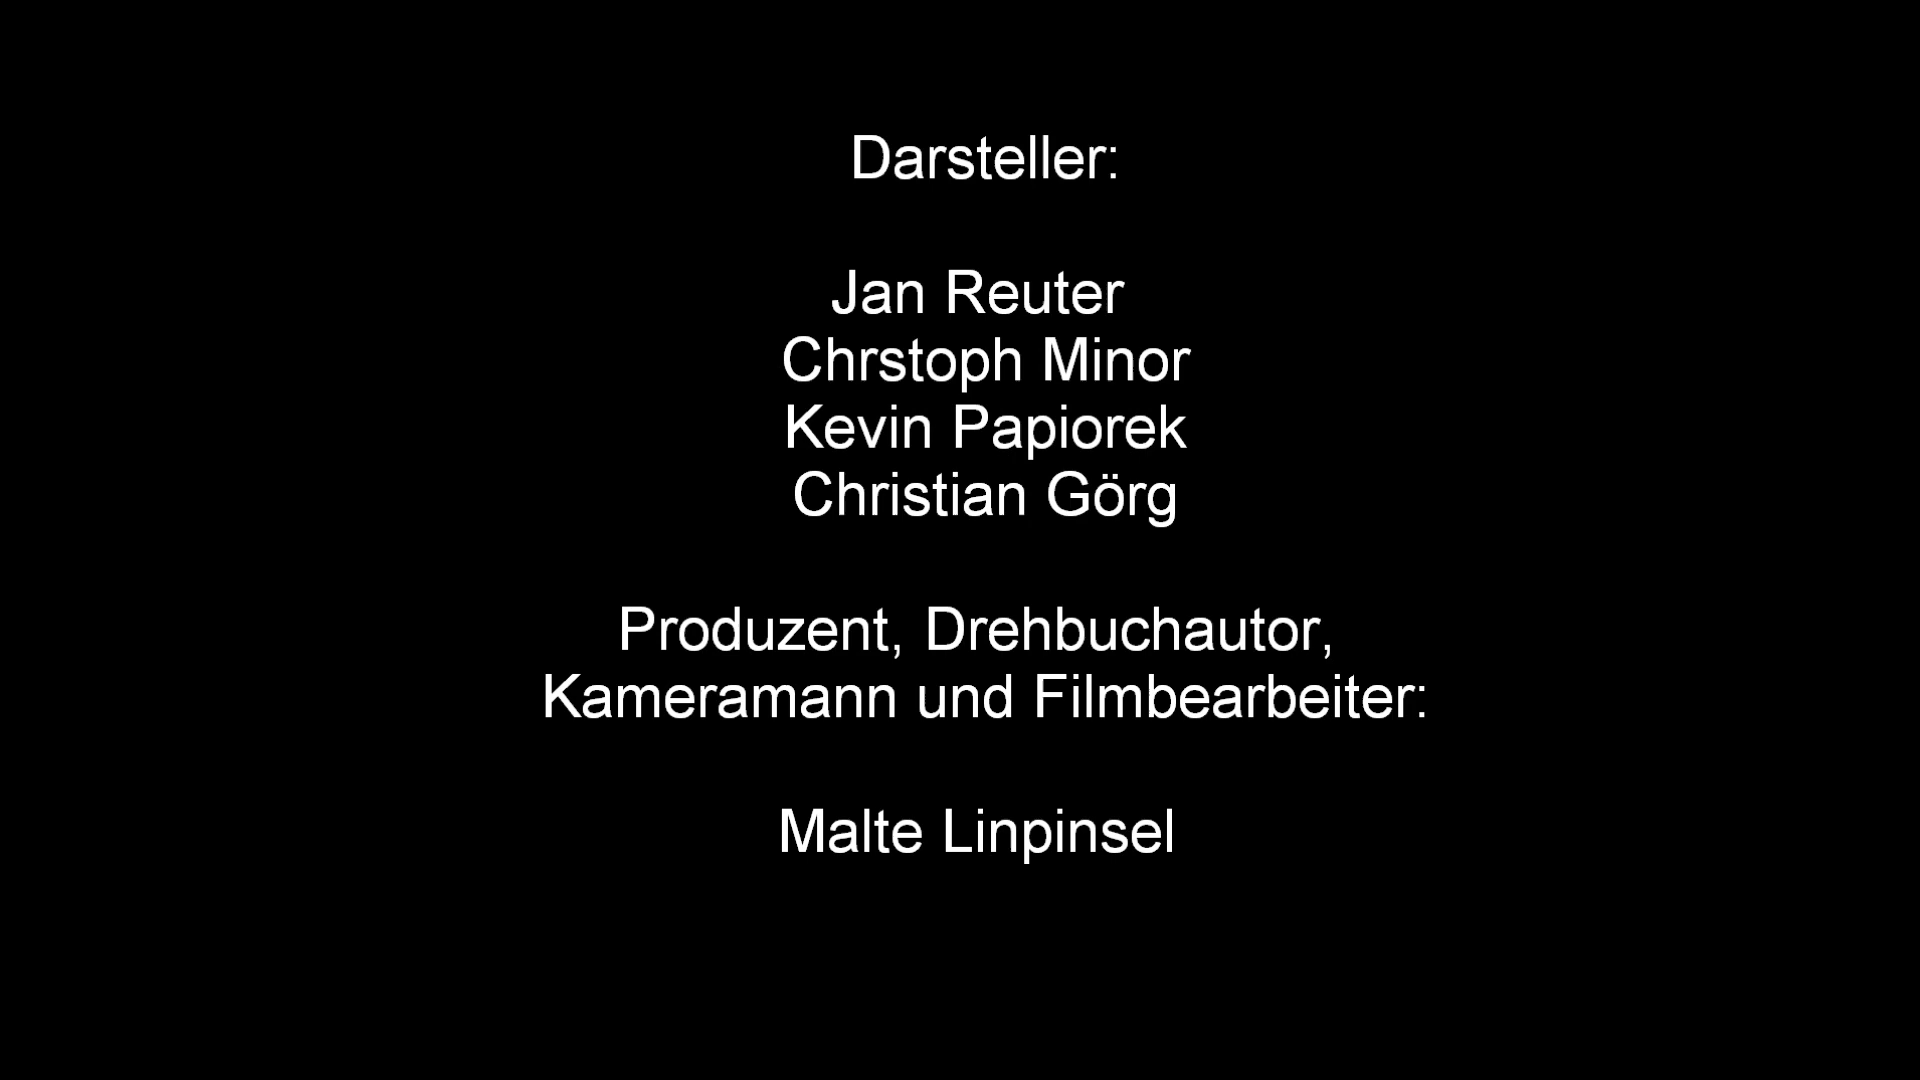 Darsteller:
Jan Reuter
Chrstoph Minor
Kevin Papiorek
Christian Görg
Produzent, Drehbuchautor,
Kameramann und Filmbearbeiter:
Malte Linpinsel